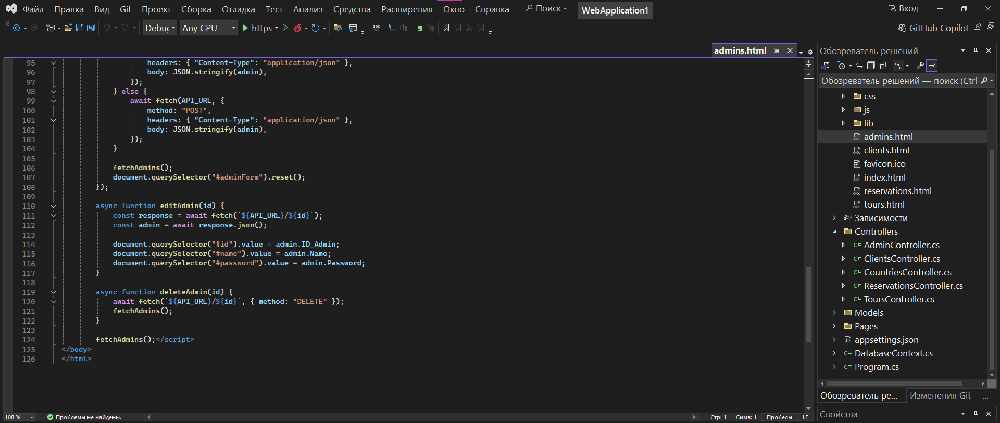 Файл Правка Вид Git Проект Сборка Отладка Тест Анализ Средства Расширения Окно Справка Поиск WebApplication1 Вход
Debug Any CPU https abc GitHub Copilot
admins.html
95 headers: { "Content-Type": "application/json" },
96 body: JSON.stringify(admin),
97 });
98 } else {
99 await fetch(API_URL, {
100 method: "POST",
101 headers: { "Content-Type": "application/json" },
102 body: JSON.stringify(admin),
103 });
104 }
105
106 fetchAdmins();
107 document.querySelector("#adminForm").reset();
108 });
109
110 async function editAdmin(id) {
111 const response = await fetch(`${API_URL}/${id}`);
112 const admin = await response.json();
113
114 document.querySelector("#id").value = admin.ID_Admin;
115 document.querySelector("#name").value = admin.Name;
116 document.querySelector("#password").value = admin.Password;
117 }
118
119 async function deleteAdmin(id) {
120 await fetch(`${API_URL}/${id}`, { method: "DELETE" });
121 fetchAdmins();
122 }
123
124 fetchAdmins();</script>
125 </body>
126 </html>
108 % Проблемы не найдены. Стр: 1 Симв: 1 Пробелы LF
Обозреватель решений
Обозреватель решений — поиск (Ctrl
css
js
lib
admins.html
clients.html
favicon.ico
index.html
reservations.html
tours.html
Зависимости
Controllers
C# AdminController.cs
C# ClientsController.cs
C# CountriesController.cs
C# ReservationsController.cs
C# ToursController.cs
Models
Pages
appsettings.json
C# DatabaseContext.cs
C# Program.cs
Обозреватель ре... Изменения Git —...
Свойства